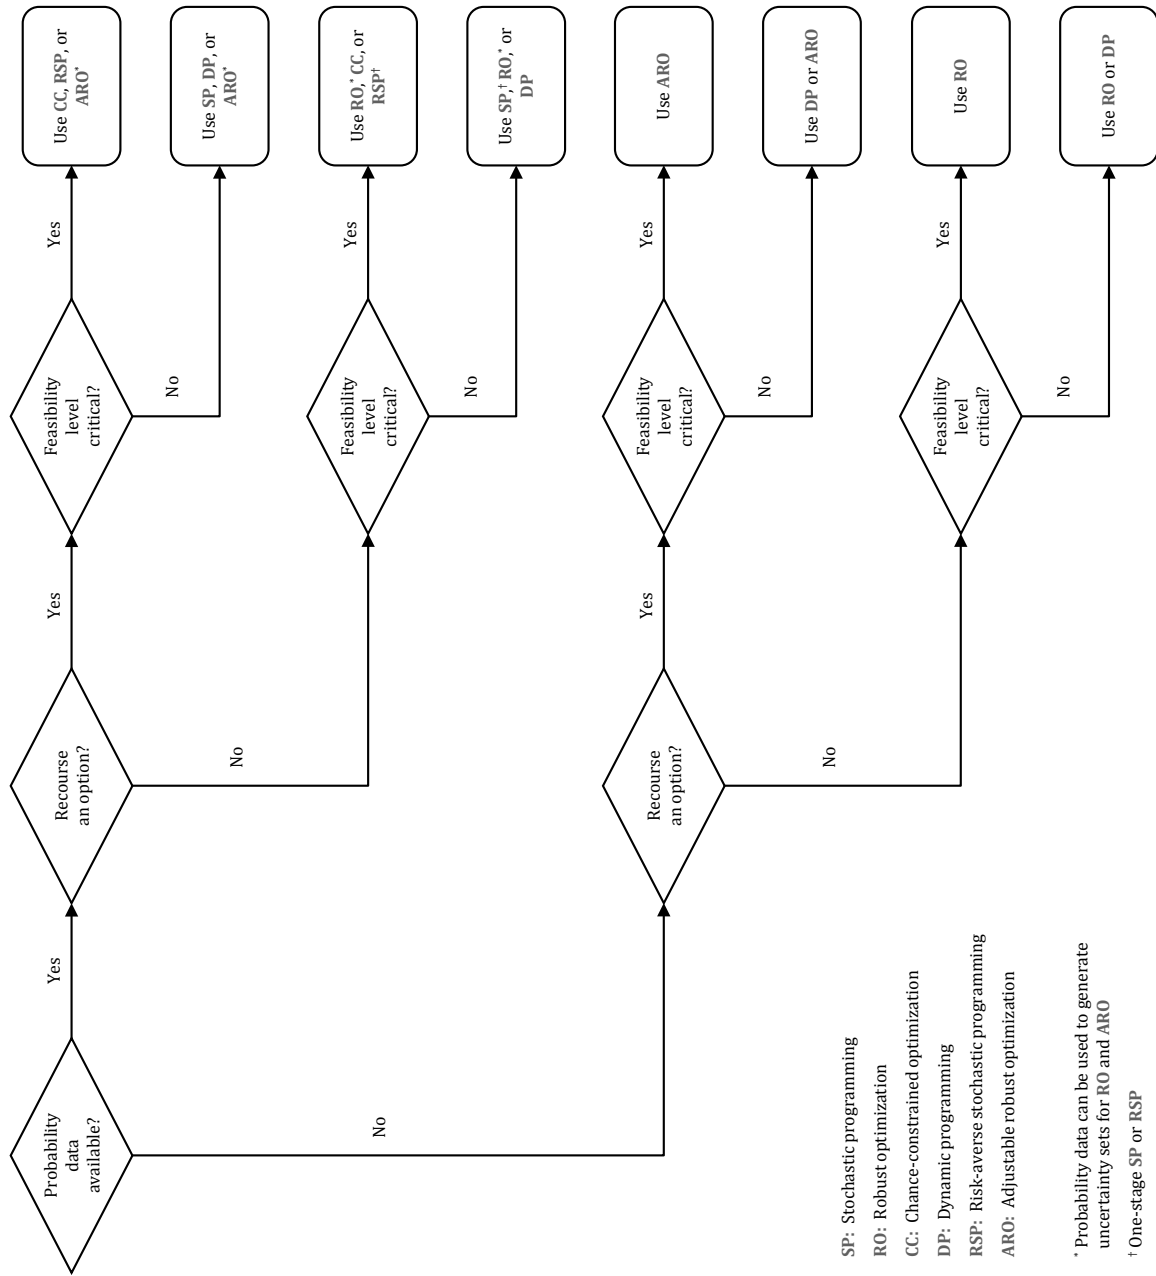 Probability
data
available?
Yes
No
Recourse
an option?
Yes
No
Feasibility
level
critical?
Yes
Use CC, RSP, or
ARO*
No
Use SP, DP, or
ARO*
Feasibility
level
critical?
Yes
Use RO,* CC, or
RSP†
No
Use SP,† RO,* or
DP
Recourse
an option?
Yes
No
Feasibility
level
critical?
Yes
Use ARO
No
Use DP or ARO
Feasibility
level
critical?
Yes
Use RO
No
Use RO or DP
SP: Stochastic programming
RO: Robust optimization
CC: Chance-constrained optimization
DP: Dynamic programming
RSP: Risk-averse stochastic programming
ARO: Adjustable robust optimization
* Probability data can be used to generate
uncertainty sets for RO and ARO
† One-stage SP or RSP